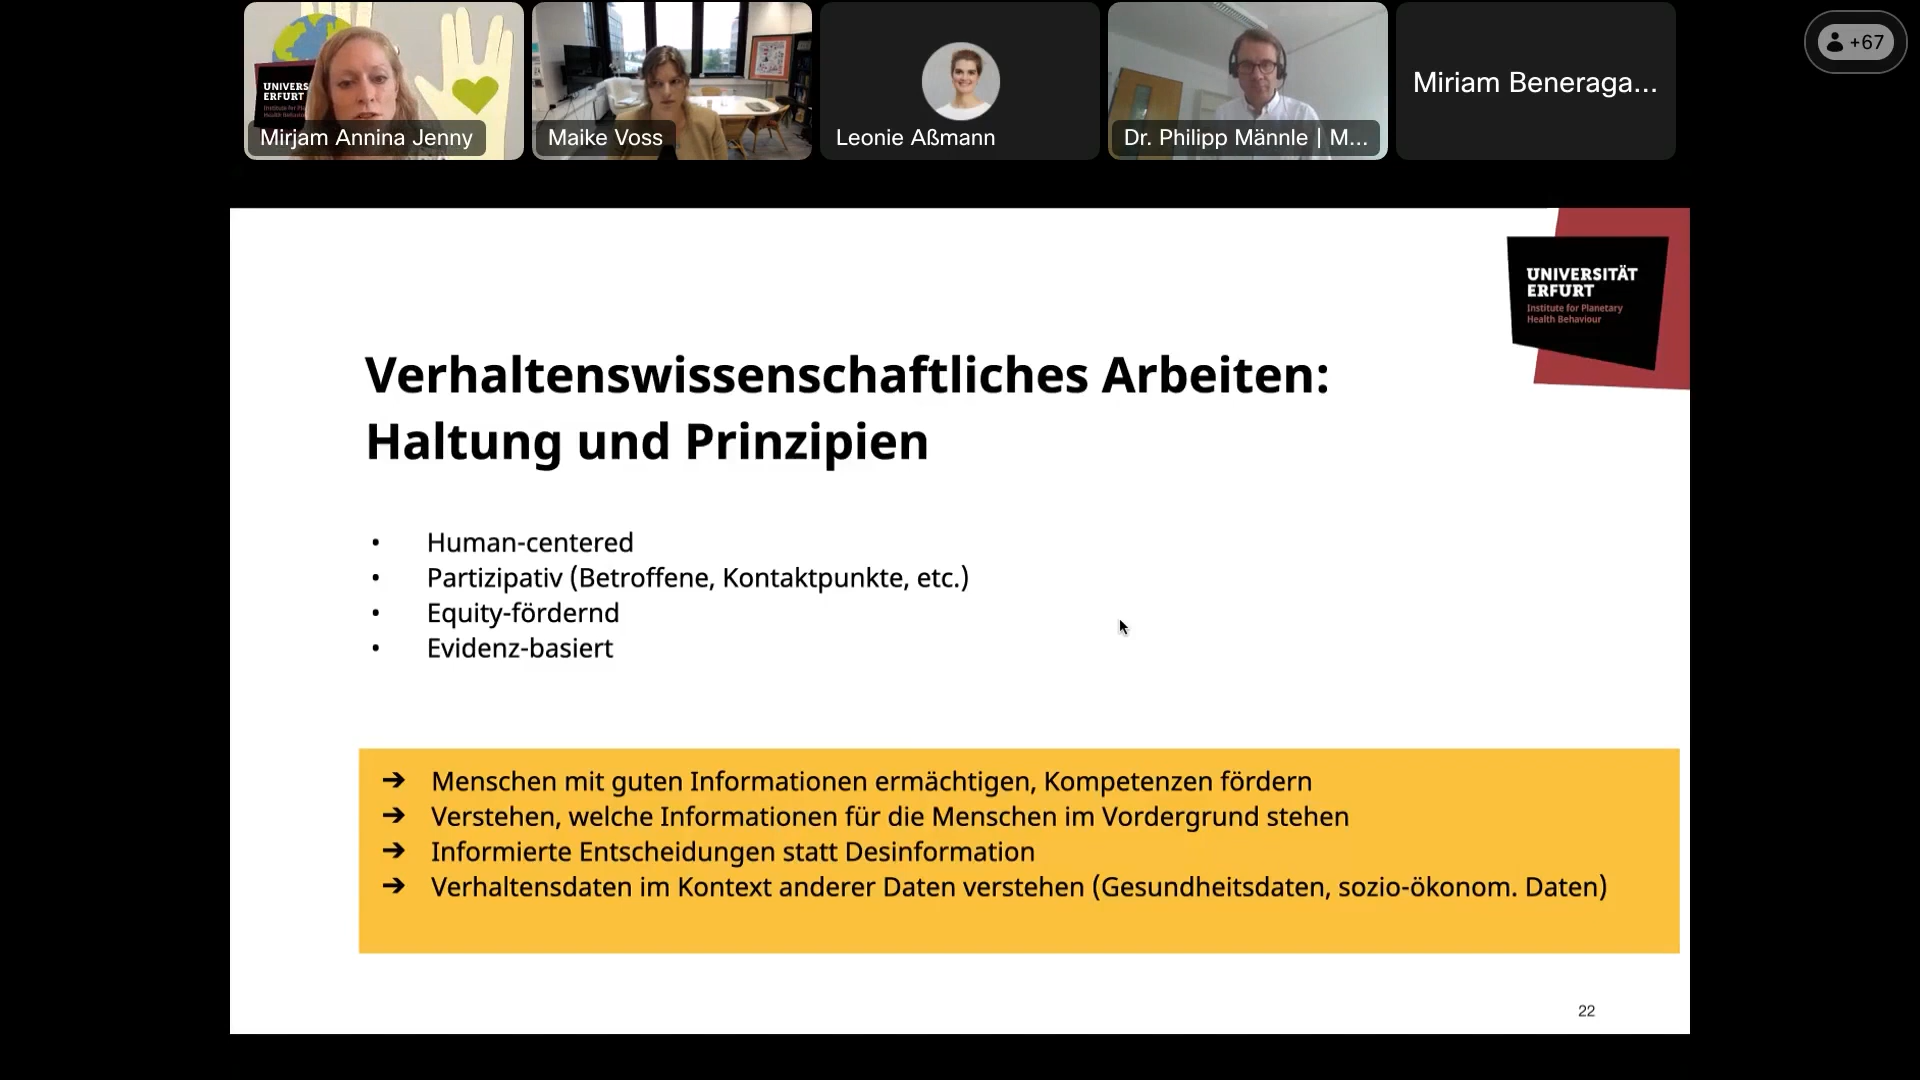 UNIVERS
ERFURT
Mirjam Annina Jenny
Maike Voss
Leonie Aßmann
Dr. Philipp Männle | M...
Miriam Beneraga...
+67
UNIVERSITÄT
ERFURT
Institute for Planetary
Health Behaviour
Verhaltenswissenschaftliches Arbeiten:
Haltung und Prinzipien
• Human-centered
• Partizipativ (Betroffene, Kontaktpunkte, etc.)
• Equity-fördernd
• Evidenz-basiert
➔ Menschen mit guten Informationen ermächtigen, Kompetenzen fördern
➔ Verstehen, welche Informationen für die Menschen im Vordergrund stehen
➔ Informierte Entscheidungen statt Desinformation
➔ Verhaltensdaten im Kontext anderer Daten verstehen (Gesundheitsdaten, sozio-ökonom. Daten)
22